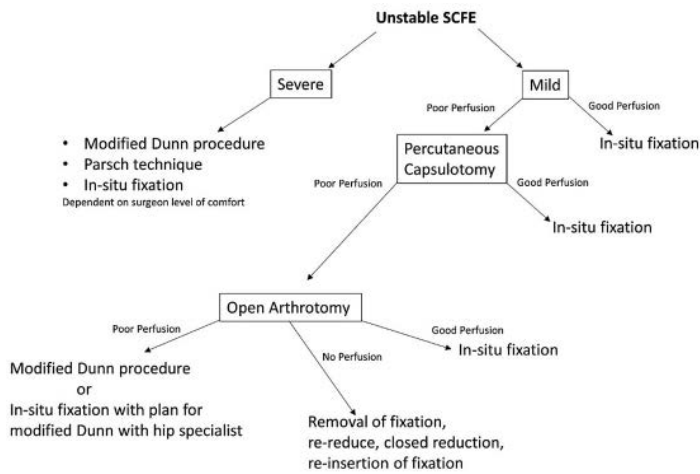 Unstable SCFE
Severe
Mild
Poor Perfusion
Good Perfusion
• Modified Dunn procedure
• Parsch technique
• In-situ fixation
Dependent on surgeon level of comfort
Percutaneous
Capsulotomy
In-situ fixation
Poor Perfusion
Good Perfusion
In-situ fixation
Open Arthrotomy
Poor Perfusion
No Perfusion
Good Perfusion
In-situ fixation
Modified Dunn procedure
or
In-situ fixation with plan for
modified Dunn with hip specialist
Removal of fixation,
re-reduce, closed reduction,
re-insertion of fixation